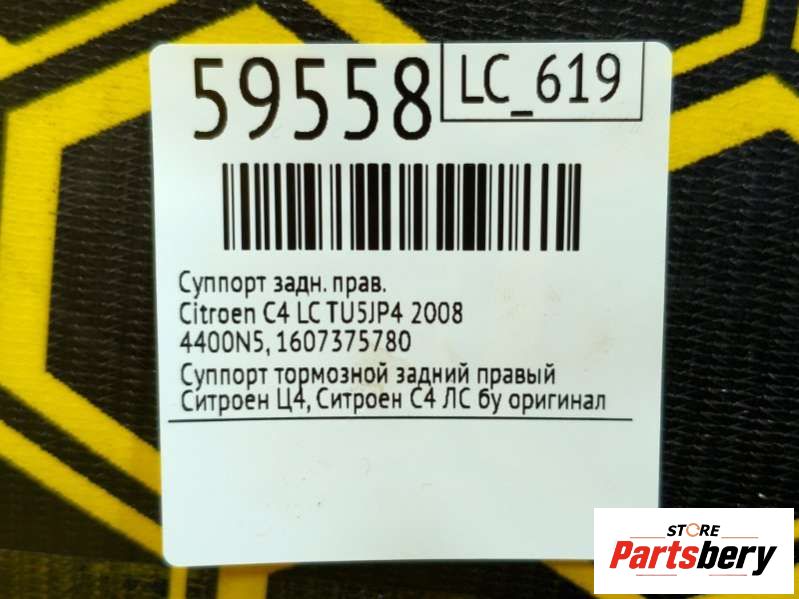 59558
LC_619
Суппорт задн. прав.
Citroen C4 LC TU5JP4 2008
4400N5, 1607375780
Суппорт тормозной задний правый
Ситроен Ц4, Ситроен С4 ЛС бу оригинал
STORE
Partsbery